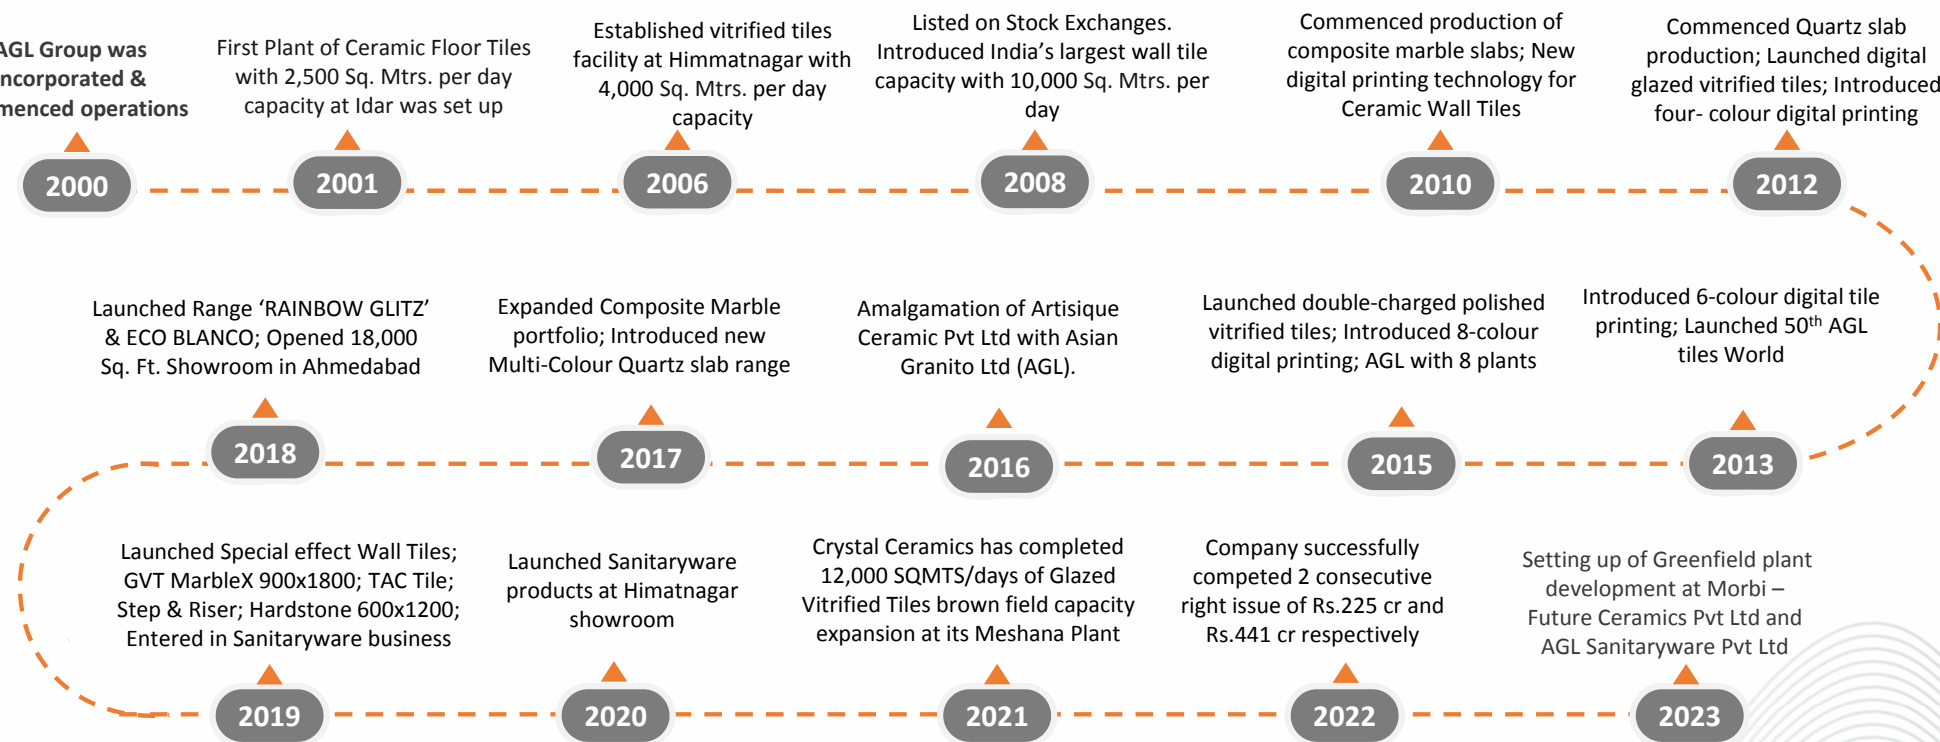 AGL Group was
ncorporated &
menced operations
First Plant of Ceramic Floor Tiles
with 2,500 Sq. Mtrs. per day
capacity at Idar was set up
Established vitrified tiles
facility at Himmatnagar with
4,000 Sq. Mtrs. per day
capacity
Listed on Stock Exchanges.
Introduced India’s largest wall tile
capacity with 10,000 Sq. Mtrs. per
day
Commenced production of
composite marble slabs; New
digital printing technology for
Ceramic Wall Tiles
Commenced Quartz slab
production; Launched digital
glazed vitrified tiles; Introduced
four- colour digital printing
2000
2001
2006
2008
2010
2012
Launched Range ‘RAINBOW GLITZ’
& ECO BLANCO; Opened 18,000
Sq. Ft. Showroom in Ahmedabad
Expanded Composite Marble
portfolio; Introduced new
Multi-Colour Quartz slab range
Amalgamation of Artisique
Ceramic Pvt Ltd with Asian
Granito Ltd (AGL).
Launched double-charged polished
vitrified tiles; Introduced 8-colour
digital printing; AGL with 8 plants
Introduced 6-colour digital tile
printing; Launched 50th AGL
tiles World
2018
2017
2016
2015
2013
Launched Special effect Wall Tiles;
GVT MarbleX 900x1800; TAC Tile;
Step & Riser; Hardstone 600x1200;
Entered in Sanitaryware business
Launched Sanitaryware
products at Himatnagar
showroom
Crystal Ceramics has completed
12,000 SQMTS/days of Glazed
Vitrified Tiles brown field capacity
expansion at its Meshana Plant
Company successfully
competed 2 consecutive
right issue of Rs.225 cr and
Rs.441 cr respectively
Setting up of Greenfield plant
development at Morbi –
Future Ceramics Pvt Ltd and
AGL Sanitaryware Pvt Ltd
2019
2020
2021
2022
2023